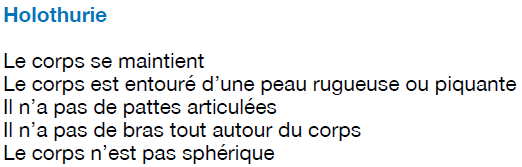 Holothurie
Le corps se maintient
Le corps est entouré d'une peau rugueuse ou piquante
Il n'a pas de pattes articulées
Il n'a pas de bras tout autour du corps
Le corps n'est pas sphérique